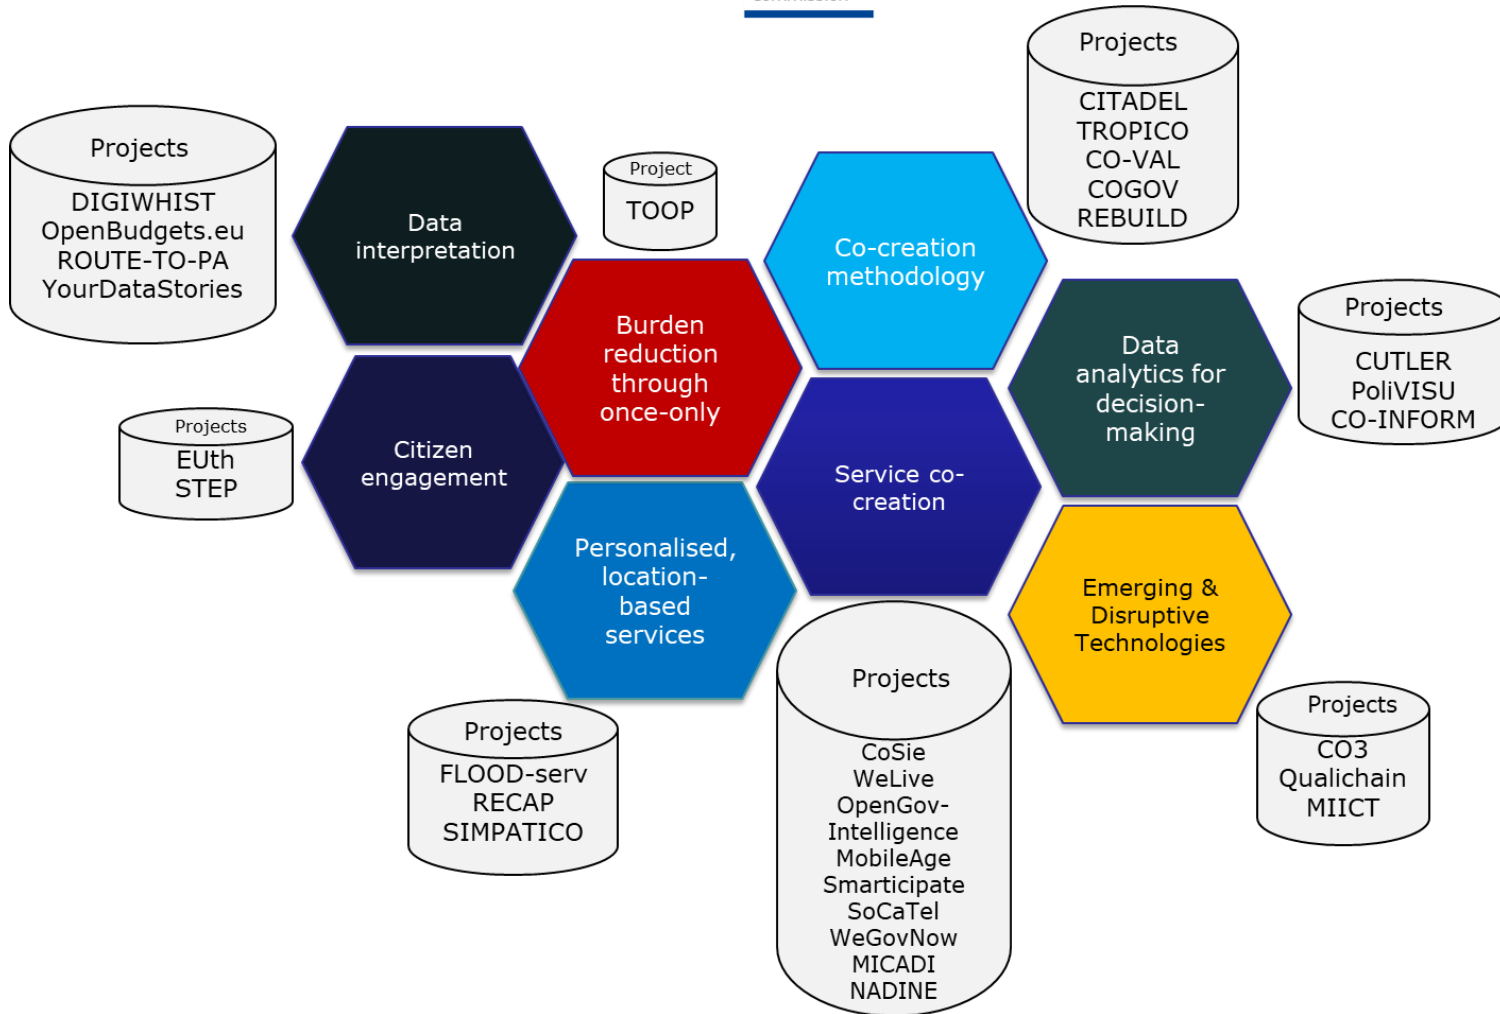 Projects
CITADEL
TROPICO
CO-VAL
COGOV
REBUILD
Projects
DIGIWHIST
OpenBudgets.eu
ROUTE-TO-PA
YourDataStories
Data
interpretation
Project
TOOP
Co-creation
methodology
Burden
reduction
through
once-only
Data
analytics for
decision-
making
Projects
CUTLER
PoliVISU
CO-INFORM
Projects
EUth
STEP
Citizen
engagement
Service co-
creation
Personalised,
location-
based
services
Emerging &
Disruptive
Technologies
Projects
FLOOD-serv
RECAP
SIMPATICO
Projects
CoSie
WeLive
OpenGov-
Intelligence
MobileAge
Smarticipate
SoCaTel
WeGovNow
MICADI
NADINE
Projects
CO3
Qualichain
MIICT